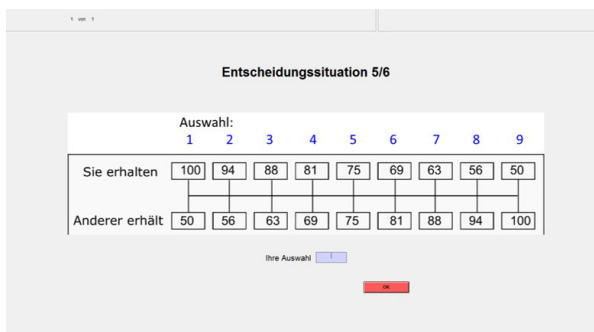 1 von 1
Entscheidungssituation 5/6
Auswahl:
1 2 3 4 5 6 7 8 9
Sie erhalten 100 94 88 81 75 69 63 56 50
Anderer erhält 50 56 63 69 75 81 88 94 100
Ihre Auswahl
OK